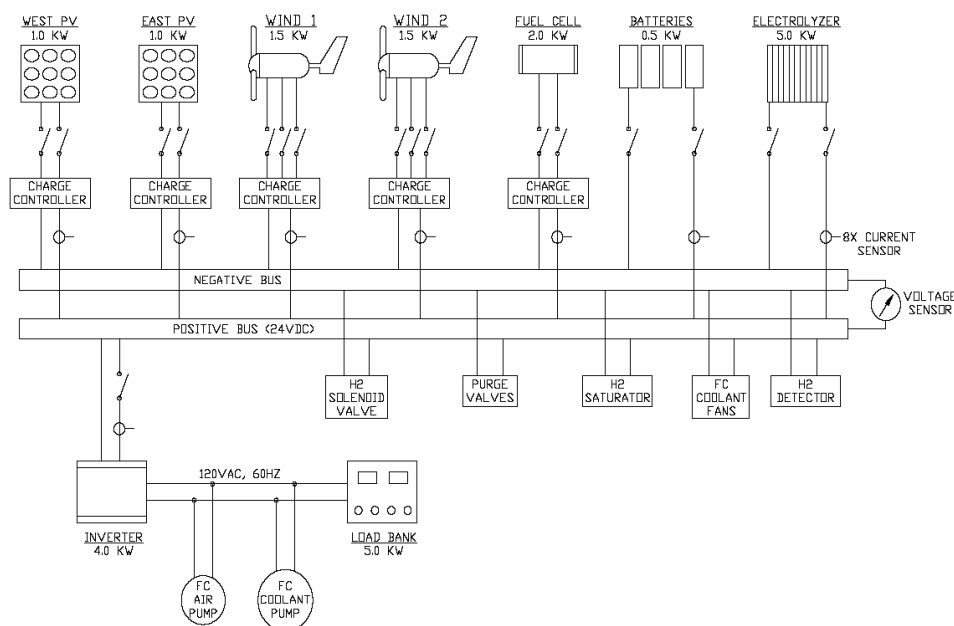 WEST PV
1.0 KW
EAST PV
1.0 KW
WIND 1
1.5 KW
WIND 2
1.5 KW
FUEL CELL
2.0 KW
BATTERIES
0.5 KW
ELECTROLYZER
5.0 KW
CHARGE
CONTROLLER
CHARGE
CONTROLLER
CHARGE
CONTROLLER
CHARGE
CONTROLLER
CHARGE
CONTROLLER
8X CURRENT
SENSOR
NEGATIVE BUS
VOLTAGE
SENSOR
POSITIVE BUS (24VDC)
H2
SOLENOID
VALVE
PURGE
VALVES
H2
SATURATOR
FC
COOLANT
FANS
H2
DETECTOR
120VAC, 60HZ
INVERTER
4.0 KW
LOAD BANK
5.0 KW
FC
AIR
PUMP
FC
COOLANT
PUMP